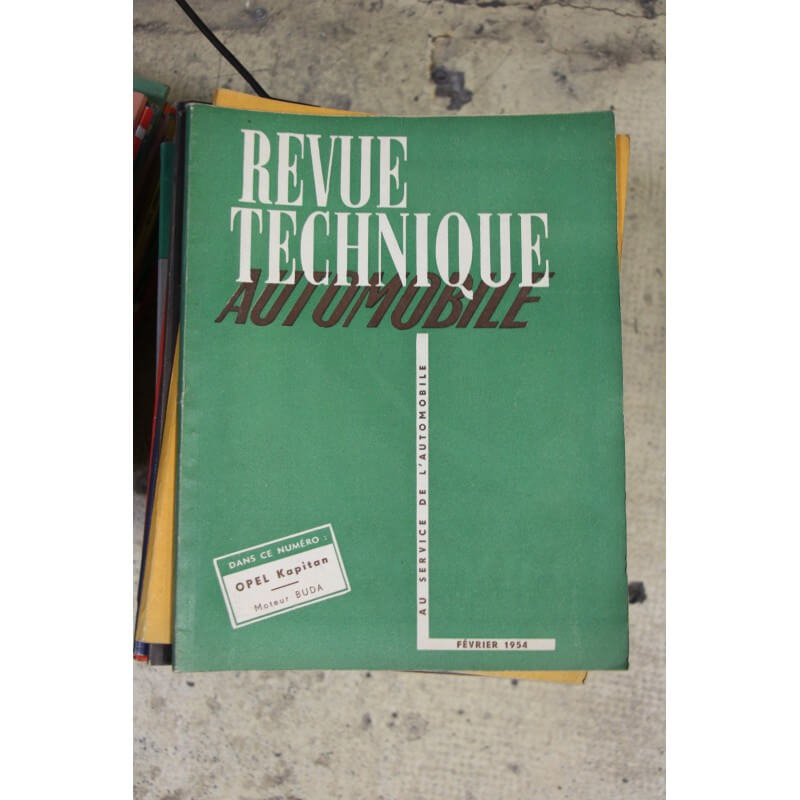 REVUE
TECHNIQUE
AUTOMOBILE
AU SERVICE DE L'AUTOMOBILE
DANS CE NUMÉRO :
OPEL Kapitan
Moteur BUDA
FÉVRIER 1954